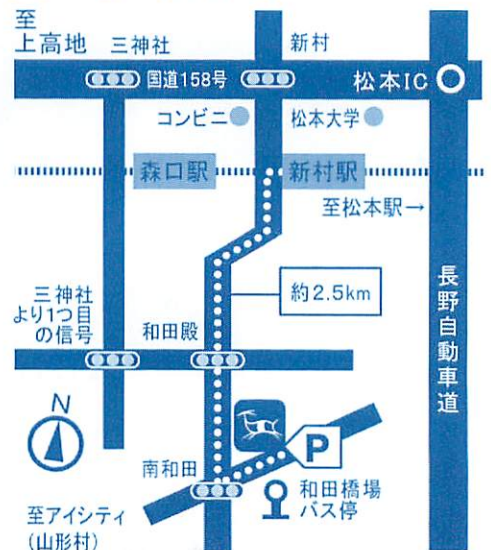 至
上高地
三神社
新村
国道158号
松本IC
コンビニ
松本大学
森口駅
新村駅
至松本駅→
長野自動車道
約2.5km
三神社
より1つ目
の信号
和田殿
N
南和田
P
和田橋場
バス停
至アイシティ
(山形村)